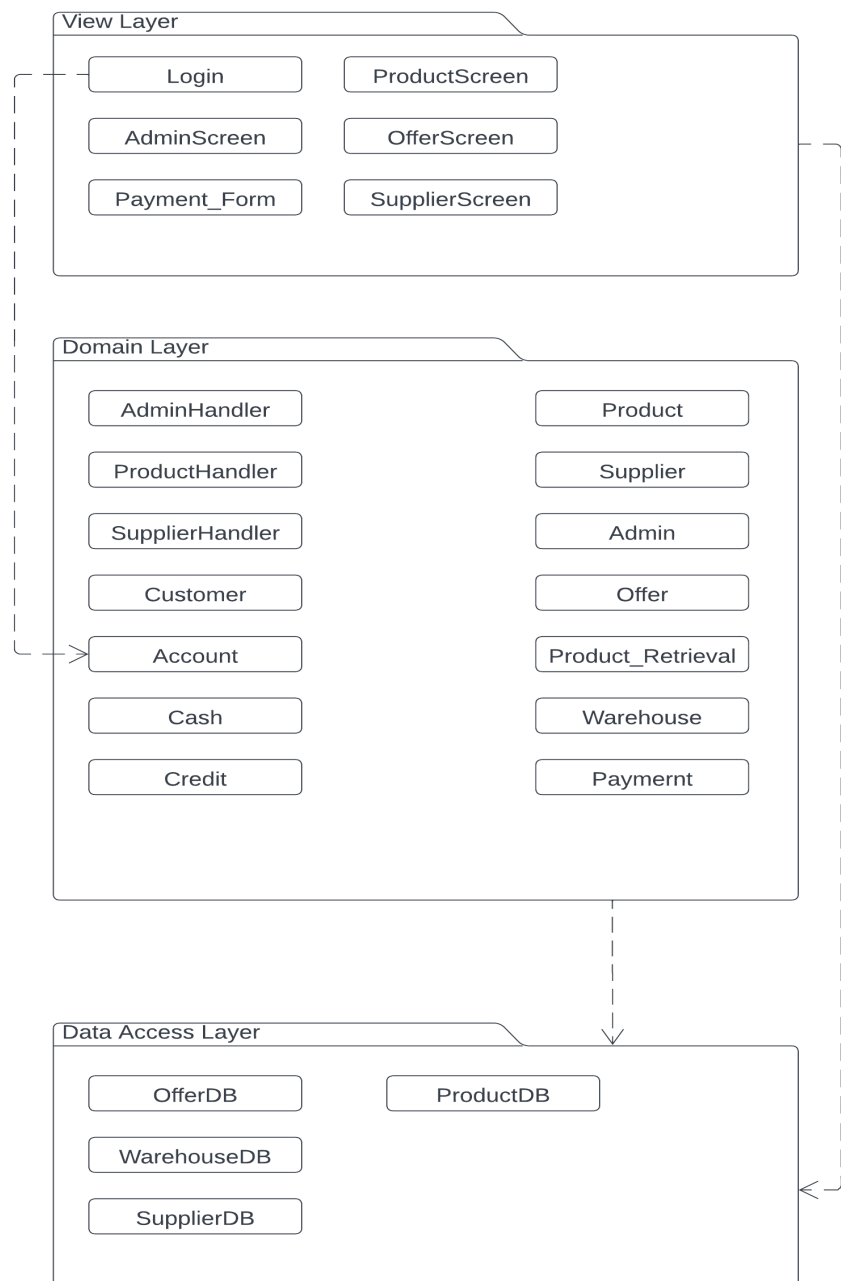 View Layer
Login
ProductScreen
AdminScreen
OfferScreen
Payment_Form
SupplierScreen
Domain Layer
AdminHandler
Product
ProductHandler
Supplier
SupplierHandler
Admin
Customer
Offer
Account
Product_Retrieval
Cash
Warehouse
Credit
Paymernt
Data Access Layer
OfferDB
ProductDB
WarehouseDB
SupplierDB